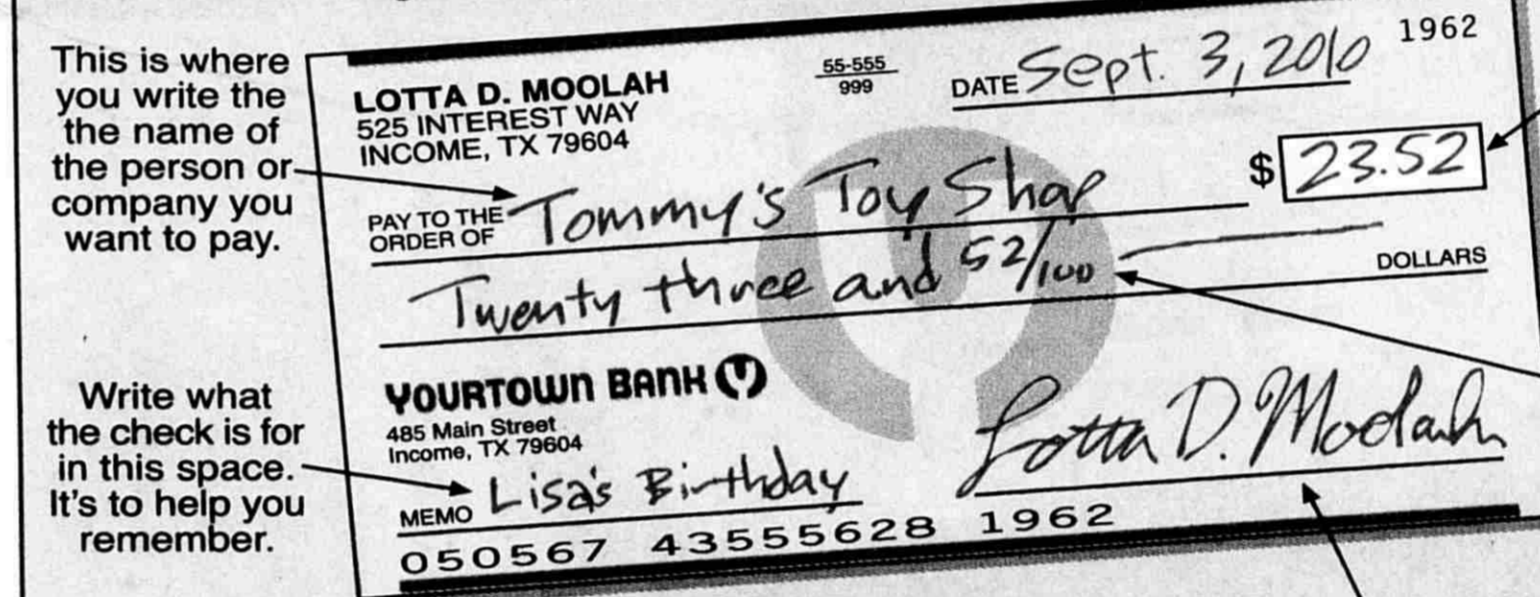 This is where
you write the
the name of
the person or
company you
want to pay.
Write what
the check is for
in this space.
It's to help you
remember.
LOTTA D. MOOLAH
525 INTEREST WAY
INCOME, TX 79604
55-555
999
DATE Sept. 3, 2010
1962
PAY TO THE
ORDER OF Tommy's Toy Shop
$ 23.52
Twenty three and 52/100
DOLLARS
YOURTOWN BANK
485 Main Street
Income, TX 79604
MEMO Lisa's Birthday
Lotta D. Moolah
050567 43555628 1962